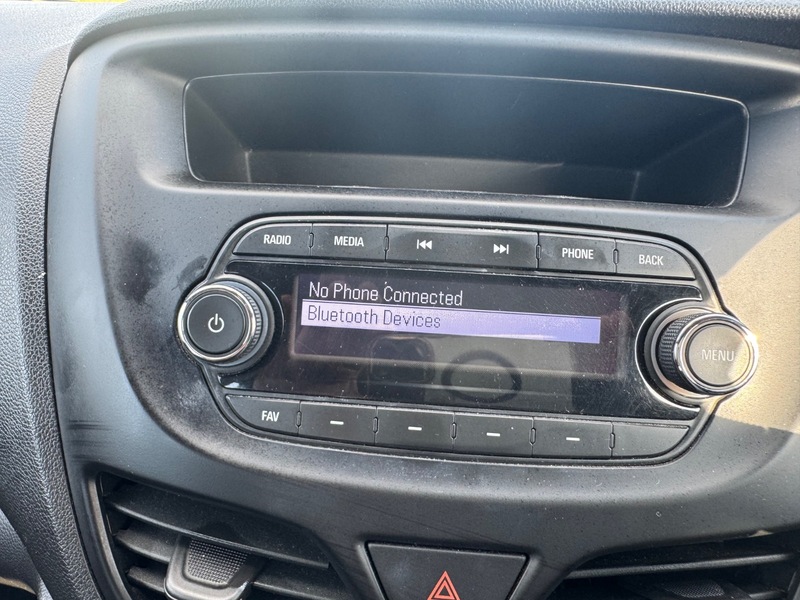 RADIO
MEDIA
PHONE
BACK
No Phone Connected
Bluetooth Devices
MENU
FAV